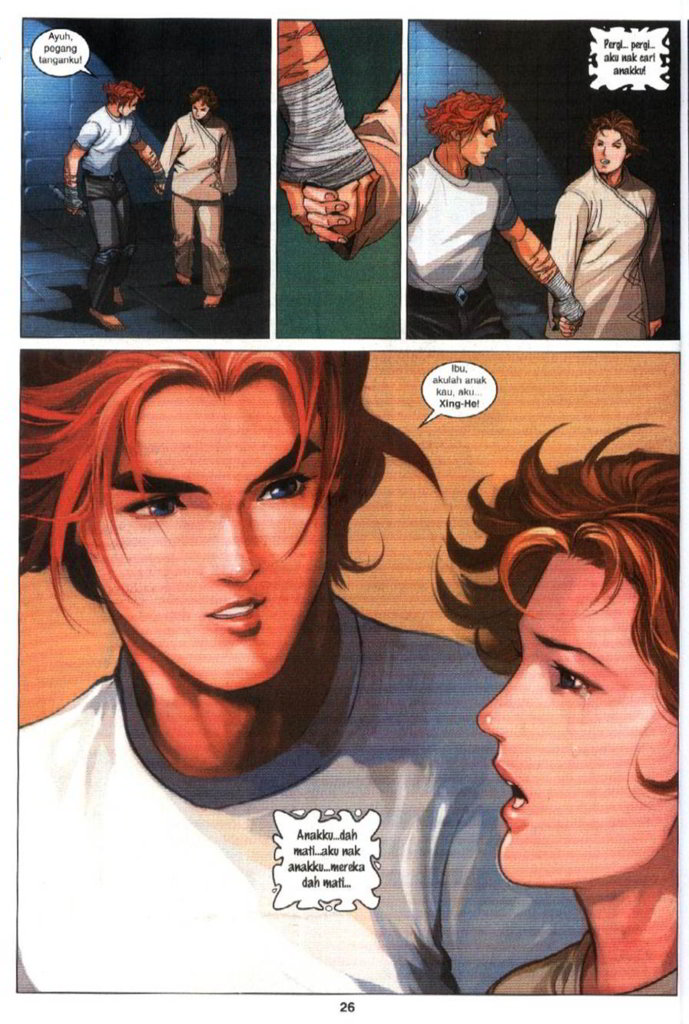 Ayuh,
pegang
tanganku!
Pergi... pergi...
aku nak cari
anakku!
Ibu,
akulah anak
kau, aku...
Xing-He!
Anakku...dah
mati...aku nak
anakku...mereka
dah mati...
26